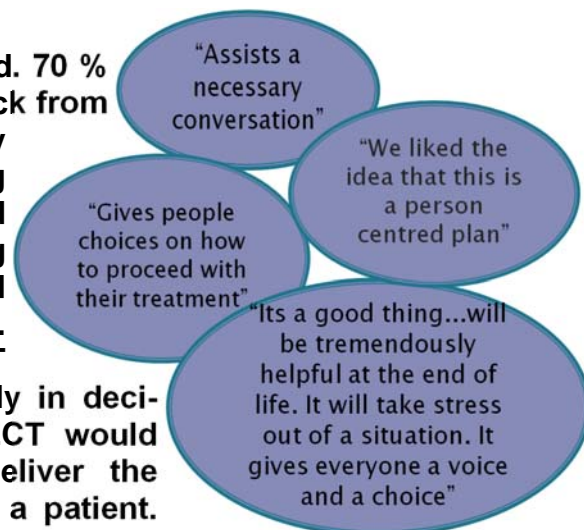 d. 70 %
ck from
ly in deci-
CT would
eliver the
a patient.
“Assists a
necessary
conversation”
“We liked the
idea that this is
a person
centred plan”
“Gives people
choices on how
to proceed with
their treatment”
“Its a good thing...will
be tremendously
helpful at the end of
life. It will take stress
out of a situation. It
gives everyone a voice
and a choice”